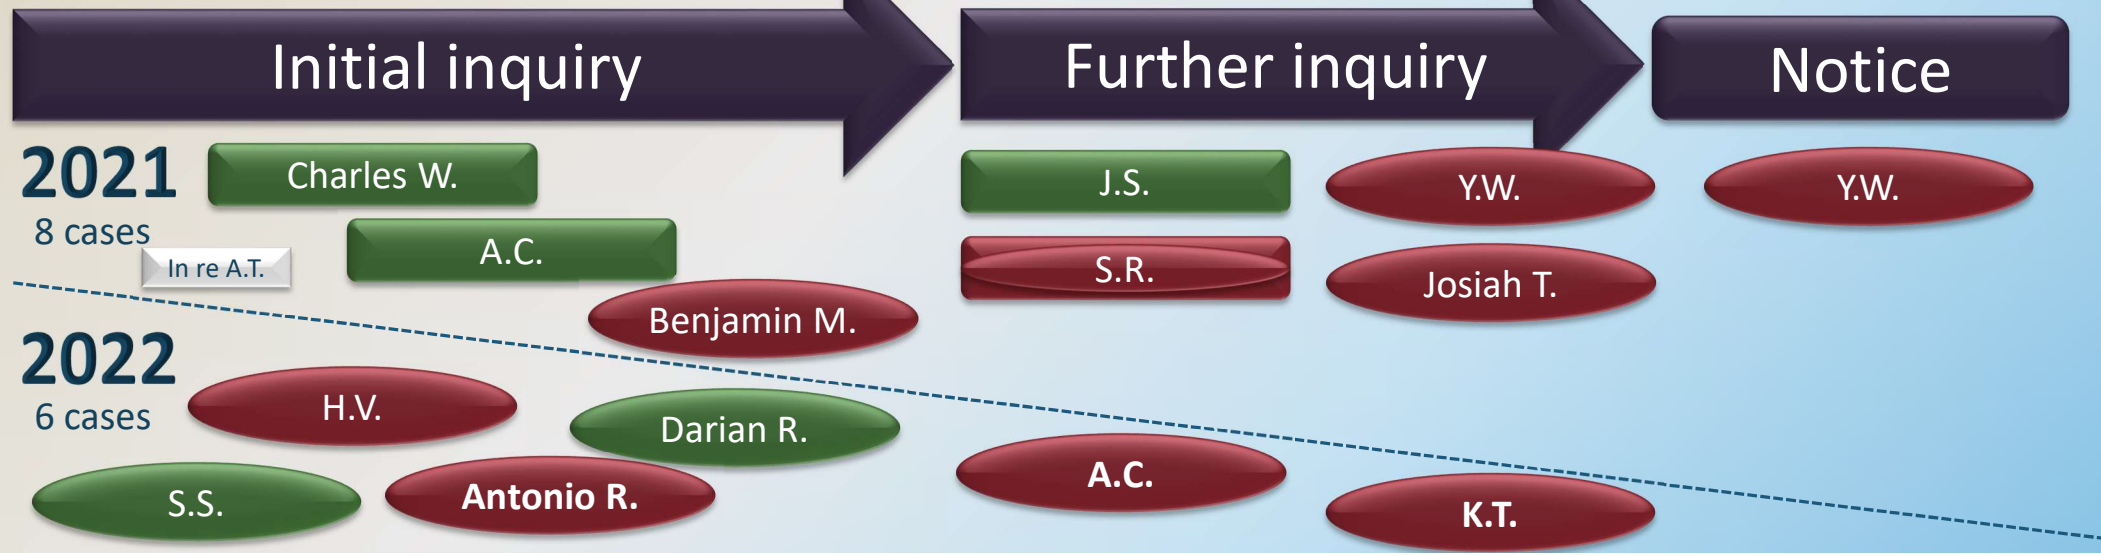 Initial inquiry
Further inquiry
Notice
2021
8 cases
Charles W.
A.C.
In re A.T.
Benjamin M.
J.S.
S.R.
Y.W.
Josiah T.
Y.W.
2022
6 cases
H.V.
Darian R.
S.S.
Antonio R.
A.C.
K.T.